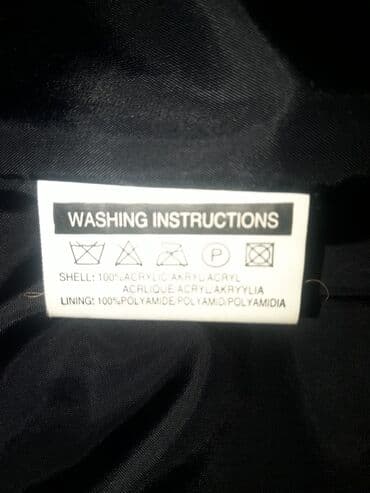 WASHING INSTRUCTIONS
P
SHELL: 100% ACRYLIC AKRYL ACRYL
ACRLIQUE ACRYL AKRYYLIA
LINING: 100%POLYAMIDE/POLYAMID/POLYAMIDIA